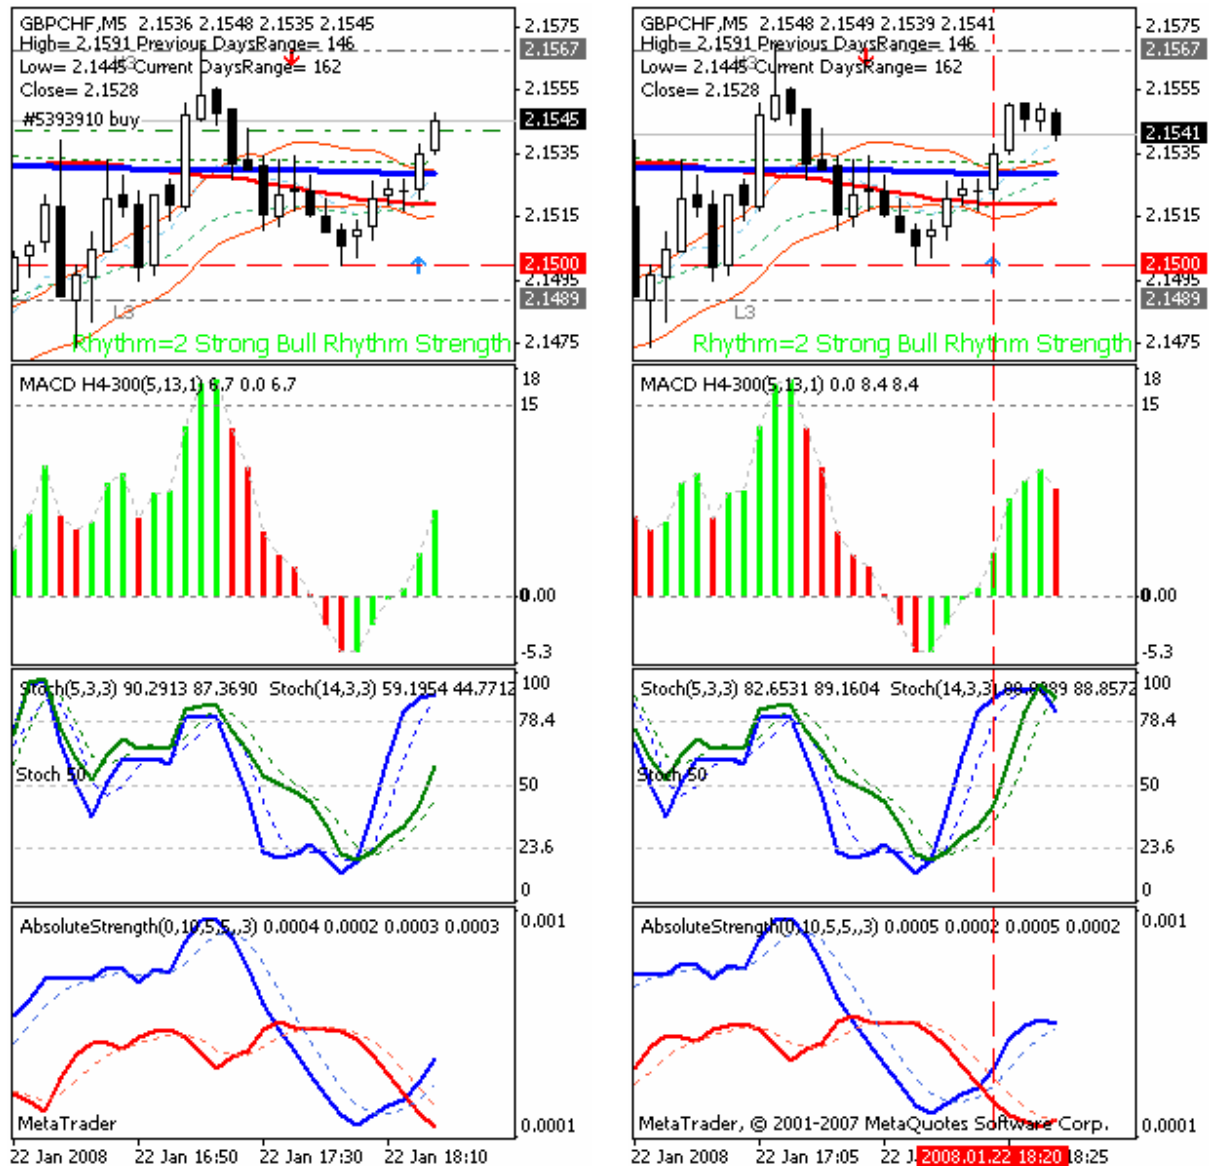 GBPCHF,M5 2.1536 2.1548 2.1535 2.1545
High= 2.1591 Previous DaysRange= 146
Low= 2.1445 Current DaysRange= 162
Close= 2.1528
#5393910 buy
L3
Rhythm=2 Strong Bull Rhythm Strength
2.1575
2.1567
2.1555
2.1545
2.1535
2.1515
2.1500
2.1495
2.1489
2.1475
MACD H4-300(5,13,1) 6.7 0.0 6.7
18
15
0.00
-5.3
Stoch(5,3,3) 90.2913 87.3690 Stoch(14,3,3) 59.1954 44.7712
Stoch 50
100
78.4
50
23.6
0
AbsoluteStrength(0,10,5,5,,3) 0.0004 0.0002 0.0003 0.0003
0.001
0.0001
MetaTrader
22 Jan 2008 22 Jan 16:50 22 Jan 17:30 22 Jan 18:10
GBPCHF,M5 2.1548 2.1549 2.1539 2.1541
High= 2.1591 Previous DaysRange= 146
Low= 2.1445 Current DaysRange= 162
Close= 2.1528
L3
Rhythm=2 Strong Bull Rhythm Strength
2.1575
2.1567
2.1555
2.1541
2.1535
2.1515
2.1500
2.1495
2.1489
2.1475
MACD H4-300(5,13,1) 0.0 8.4 8.4
18
15
0.00
-5.3
Stoch(5,3,3) 82.6531 89.1604 Stoch(14,3,3) 88.8572
Stoch 50
100
78.4
50
23.6
0
AbsoluteStrength(0,10,5,5,,3) 0.0005 0.0002 0.0005 0.0002
0.001
0.0001
MetaTrader, © 2001-2007 MetaQuotes Software Corp.
22 Jan 2008 22 Jan 17:05 22 J 2008.01.22 18:20 18:25